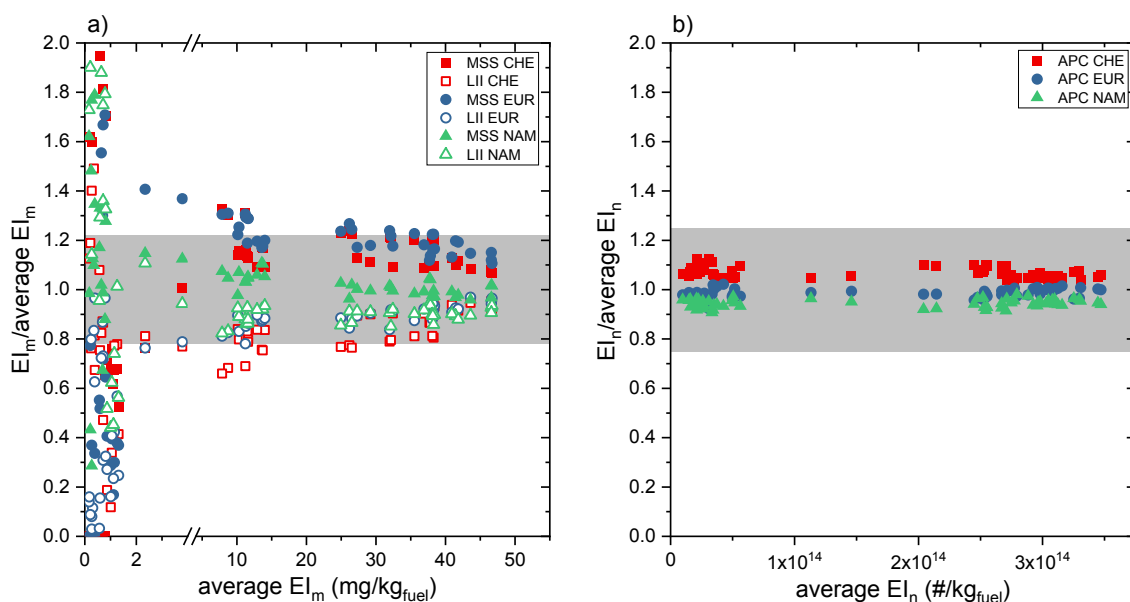 a)
2.0
1.8
1.6
1.4
1.2
1.0
0.8
0.6
0.4
0.2
0.0
EIm/average EIm
MSS CHE
LII CHE
MSS EUR
LII EUR
MSS NAM
LII NAM
0 2 10 20 30 40 50
average EIm (mg/kgfuel)
b)
2.0
1.8
1.6
1.4
1.2
1.0
0.8
0.6
0.4
0.2
0.0
EIn/average EIn
APC CHE
APC EUR
APC NAM
0 1x10^14 2x10^14 3x10^14
average EIn (#/kgfuel)